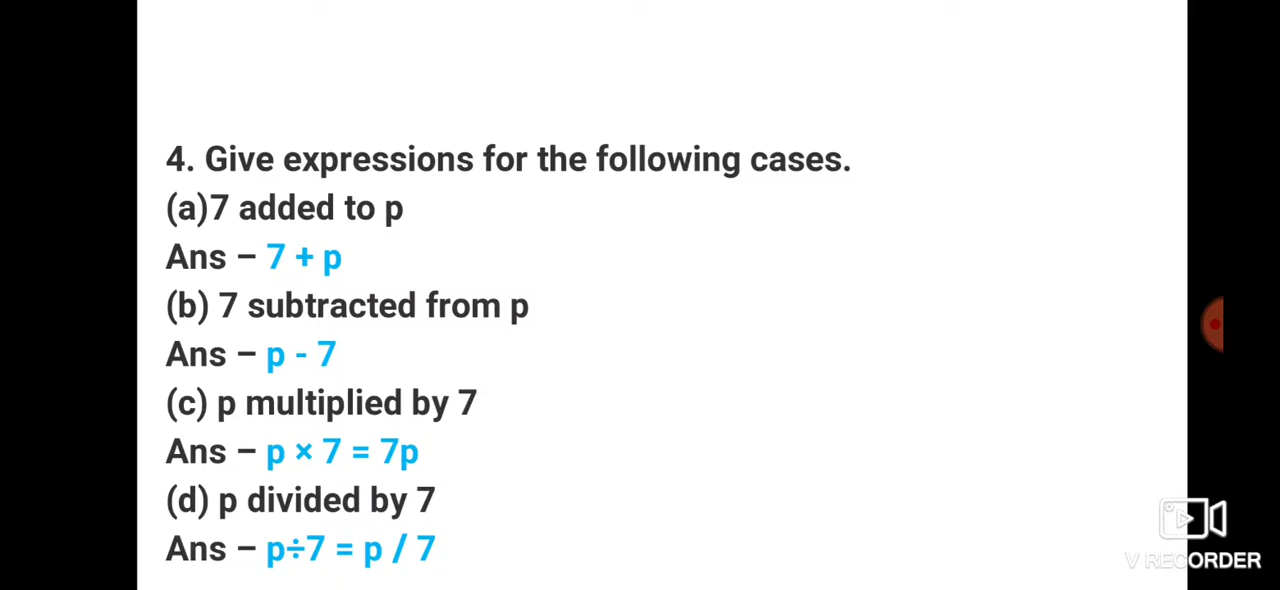 4. Give expressions for the following cases.
(a)7 added to p
Ans – 7 + p
(b) 7 subtracted from p
Ans – p - 7
(c) p multiplied by 7
Ans – p × 7 = 7p
(d) p divided by 7
Ans – p÷7 = p / 7
V RECORDER